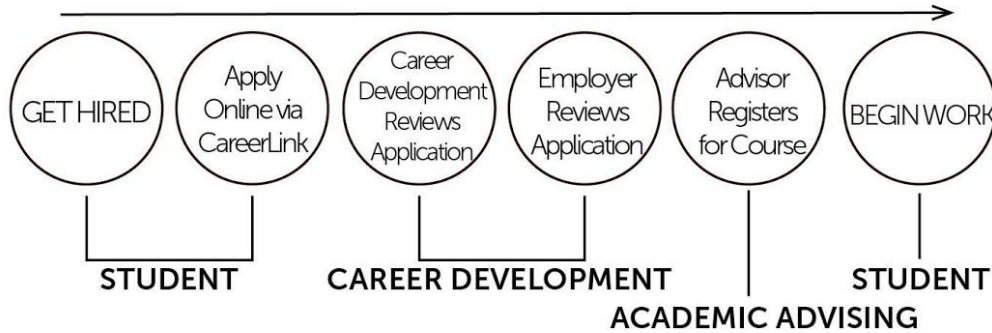 GET HIRED
Apply
Online via
CareerLink
Career
Development
Reviews
Application
Employer
Reviews
Application
Advisor
Registers
for Course
BEGIN WORK
STUDENT
CAREER DEVELOPMENT
STUDENT
ACADEMIC ADVISING